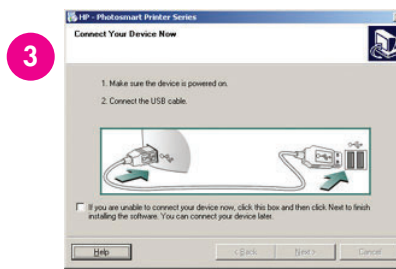 HP - Photosmart Printer Series
Connect Your Device Now
3
1. Make sure the device is powered on.
2. Connect the USB cable.
If you are unable to connect your device now, click this box and then click Next to finish
installing the software. You can connect your device later.
Help
< Back
Next >
Cancel